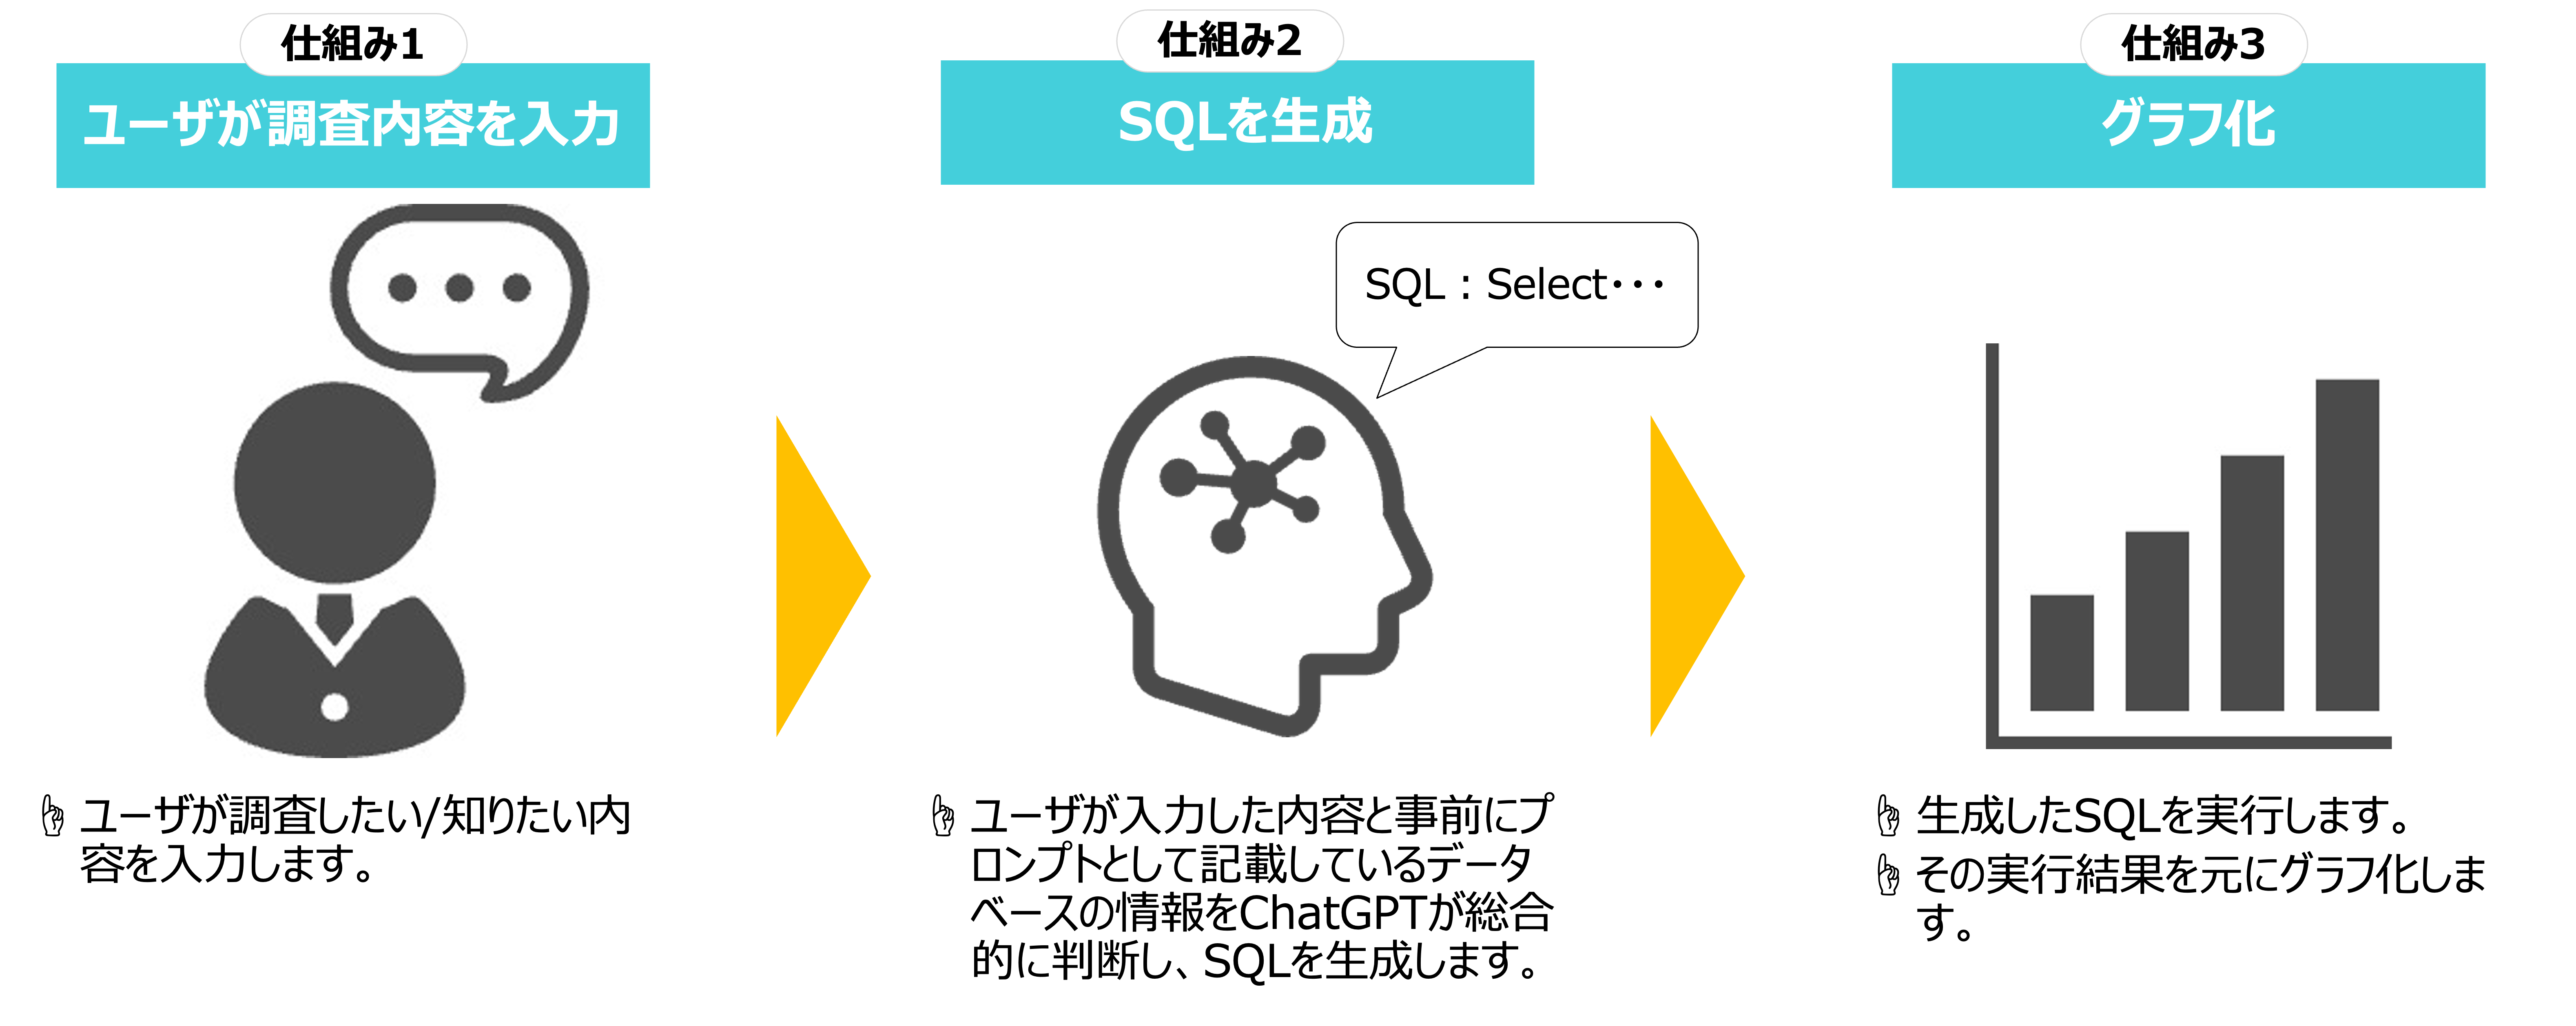 仕組み1
ユーザが調査内容を入力
☝ ユーザが調査したい/知りたい内
容を入力します。
仕組み2
SQLを生成
SQL：Select・・・
☝ ユーザが入力した内容と事前にプ
ロンプトとして記載しているデータ
ベースの情報をChatGPTが総合
的に判断し、SQLを生成します。
仕組み3
グラフ化
☝ 生成したSQLを実行します。
☝ その実行結果を元にグラフ化しま
す。